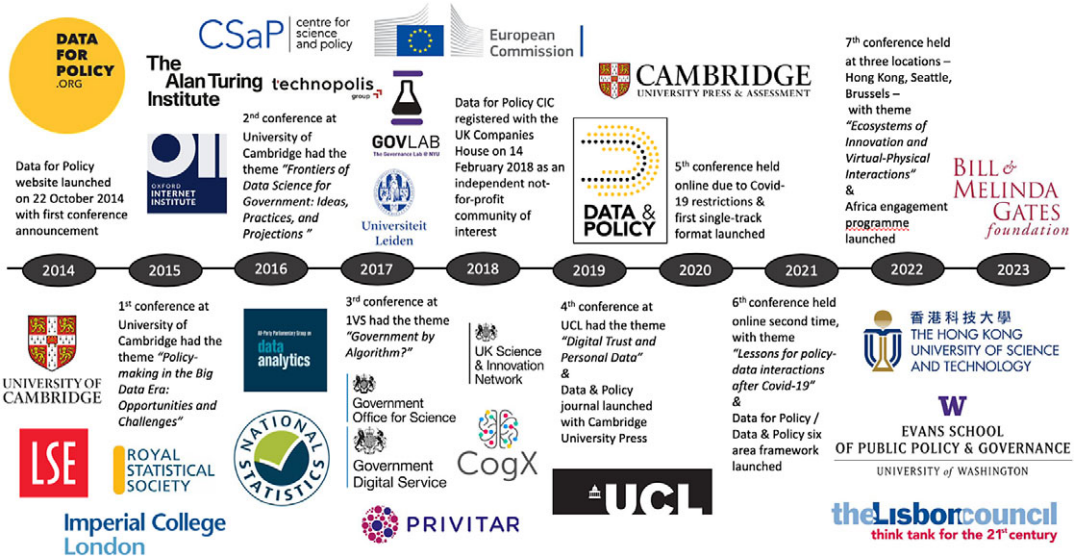 DATA
FOR
POLICY
.ORG
Data for Policy
website launched
on 22 October 2014
with first conference
announcement
CSaP
centre for
science
and policy
European
Commission
The
Alan Turing
Institute
technopolis
group
OII
OXFORD
INTERNET
INSTITUTE
2nd conference at
University of
Cambridge had the
theme "Frontiers of
Data Science for
Government: Ideas,
Practices, and
Projections "
GOVLAB
The Governance Lab @ NYU
Universiteit
Leiden
Data for Policy CIC
registered with the
UK Companies
House on 14
February 2018 as an
independent not-
for-profit
community of
interest
CAMBRIDGE
UNIVERSITY PRESS & ASSESSMENT
DATA &
POLICY
5th conference held
online due to Covid-
19 restrictions &
first single-track
format launched
7th conference held
at three locations –
Hong Kong, Seattle,
Brussels –
with theme
"Ecosystems of
Innovation and
Virtual-Physical
Interactions"
&
Africa engagement
programme
launched
BILL &
MELINDA
GATES
foundation
2014 2015 2016 2017 2018 2019 2020 2021 2022 2023
UNIVERSITY OF
CAMBRIDGE
LSE
Imperial College
London
1st conference at
University of
Cambridge had the
theme "Policy-
making in the Big
Data Era:
Opportunities and
Challenges"
ROYAL
STATISTICAL
SOCIETY
All-Party Parliamentary Group on
data
analytics
NATIONAL
STATISTICS
3rd conference at
1VS had the theme
"Government by
Algorithm?"
Government
Office for Science
Government
Digital Service
PRIVITAR
UK Science
& Innovation
Network
CogX
4th conference at
UCL had the theme
"Digital Trust and
Personal Data"
&
Data & Policy
journal launched
with Cambridge
University Press
UCL
6th conference held
online second time,
with theme
"Lessons for policy-
data interactions
after Covid-19"
&
Data for Policy /
Data & Policy six
area framework
launched
香港科技大學
THE HONG KONG
UNIVERSITY OF SCIENCE
AND TECHNOLOGY
W
EVANS SCHOOL
OF PUBLIC POLICY & GOVERNANCE
UNIVERSITY of WASHINGTON
theLisboncouncil
think tank for the 21st century